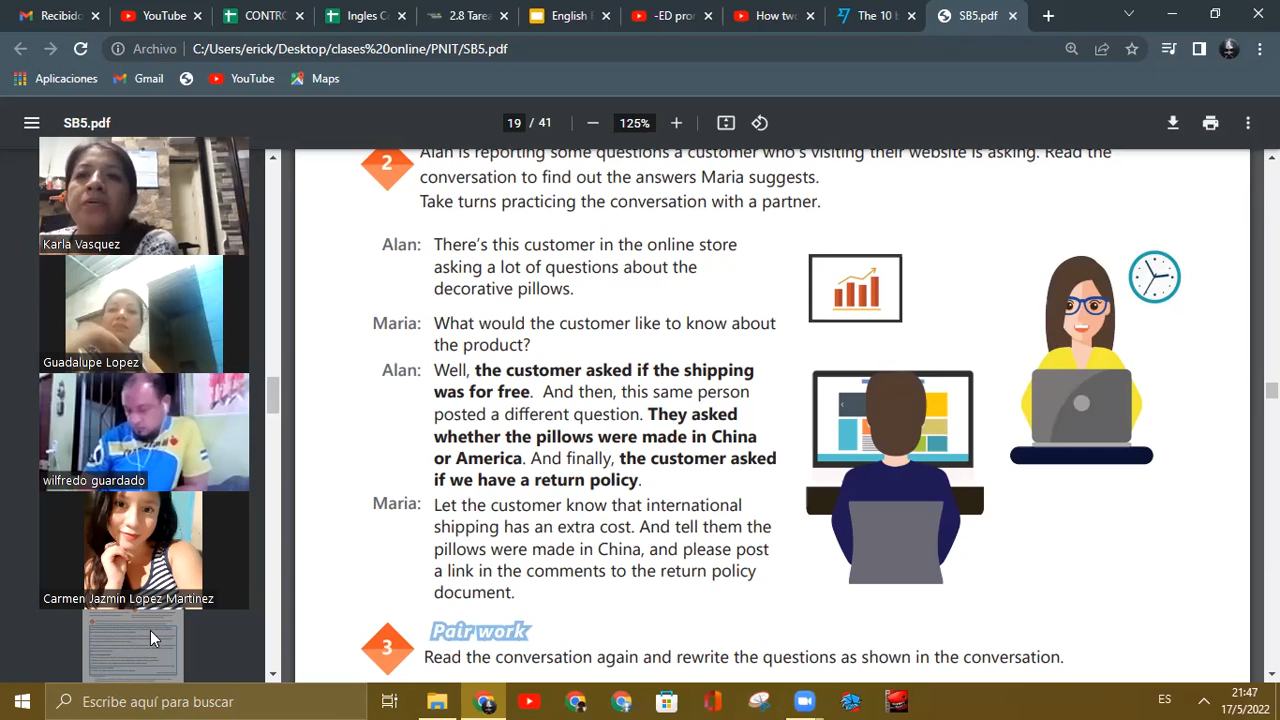 Recibido
YouTube
CONTRO
Ingles C
2.8 Tarea
English
-ED pro
How two
The 10 b
SB5.pdf
Archivo
C:/Users/erick/Desktop/clases%20online/PNIT/SB5.pdf
Aplicaciones
Gmail
YouTube
Maps
SB5.pdf
19 / 41
125%
2
Alan is reporting some questions a customer who's visiting their website is asking. Read the
conversation to find out the answers Maria suggests.
Take turns practicing the conversation with a partner.
Alan: There's this customer in the online store
asking a lot of questions about the
decorative pillows.
Maria: What would the customer like to know about
the product?
Alan: Well, the customer asked if the shipping
was for free. And then, this same person
posted a different question. They asked
whether the pillows were made in China
or America. And finally, the customer asked
if we have a return policy.
Maria: Let the customer know that international
shipping has an extra cost. And tell them the
pillows were made in China, and please post
a link in the comments to the return policy
document.
3
Pair work
Read the conversation again and rewrite the questions as shown in the conversation.
Karla Vasquez
Guadalupe Lopez
wilfredo guardado
Carmen Jazmin Lopez Martinez
Escribe aquí para buscar
ES
21:47
17/5/2022